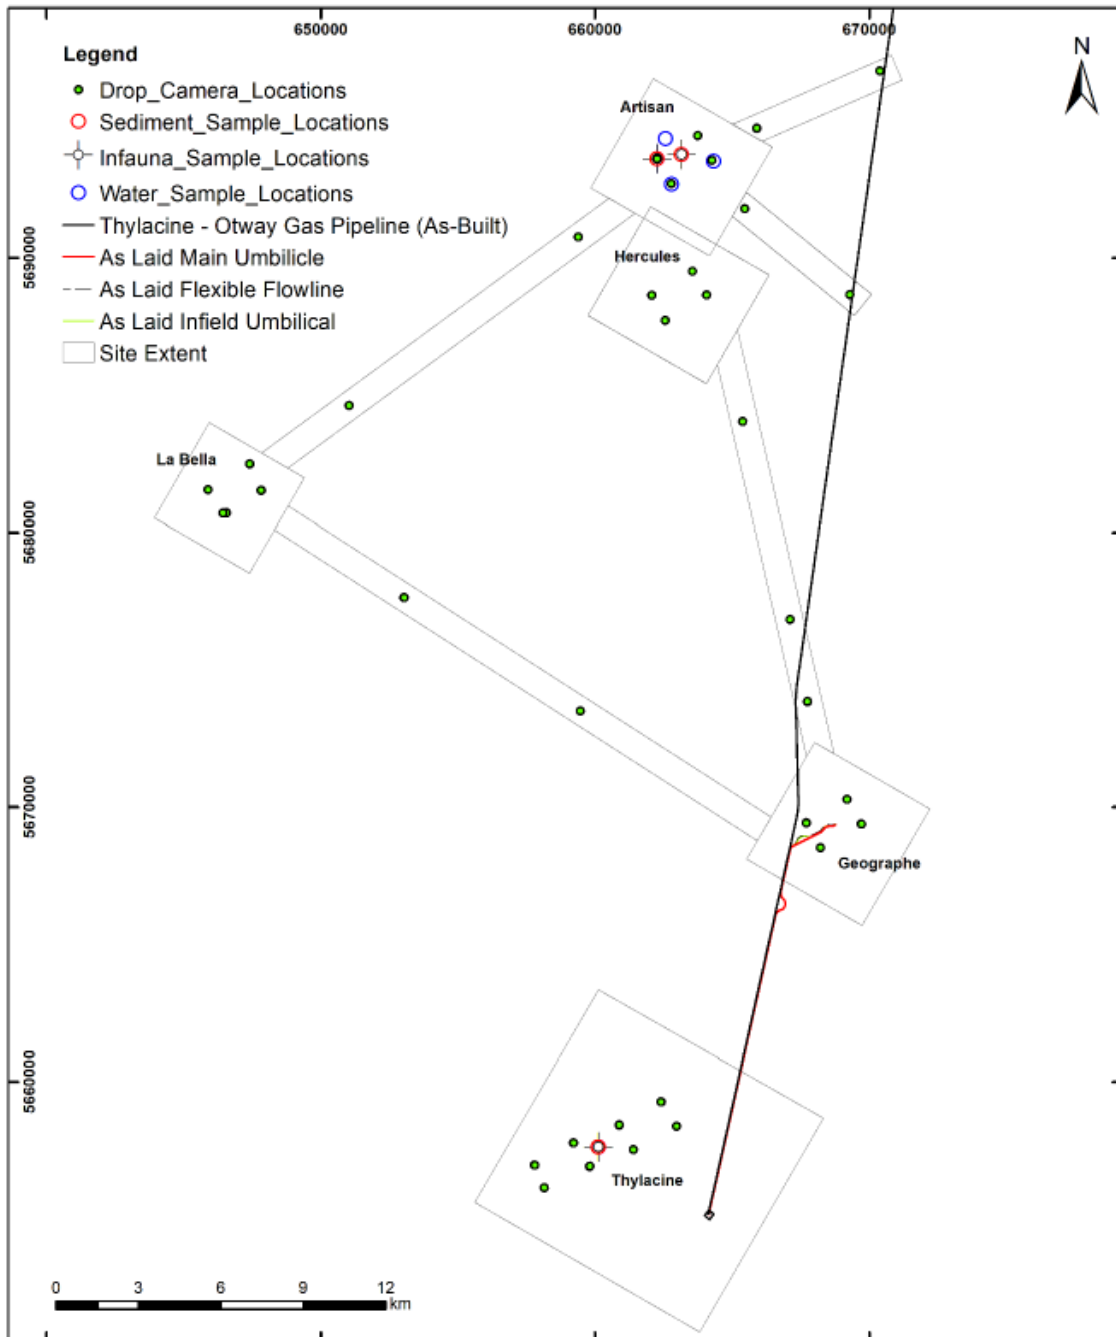 650000
660000
670000
Legend
Drop_Camera_Locations
Sediment_Sample_Locations
Infauna_Sample_Locations
Water_Sample_Locations
Thylacine - Otway Gas Pipeline (As-Built)
As Laid Main Umbilicle
As Laid Flexible Flowline
As Laid Infield Umbilical
Site Extent
N
Artisan
Hercules
La Bella
Geographe
Thylacine
5690000
5680000
5670000
5660000
0 3 6 9 12
km